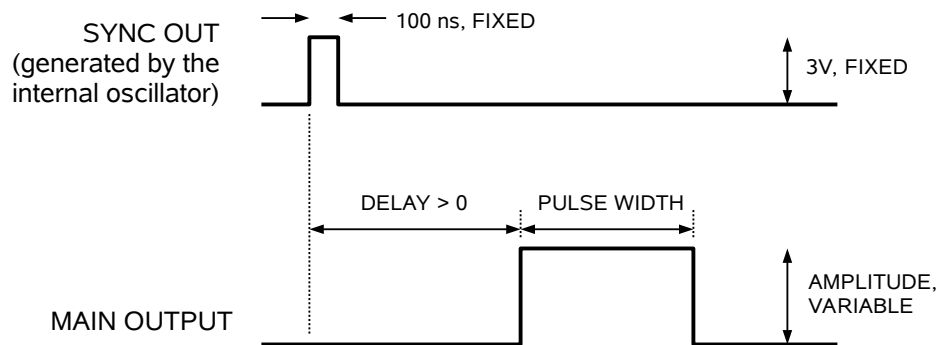 100 ns, FIXED
SYNC OUT
(generated by the
internal oscillator)
3V, FIXED
DELAY > 0
PULSE WIDTH
AMPLITUDE,
VARIABLE
MAIN OUTPUT